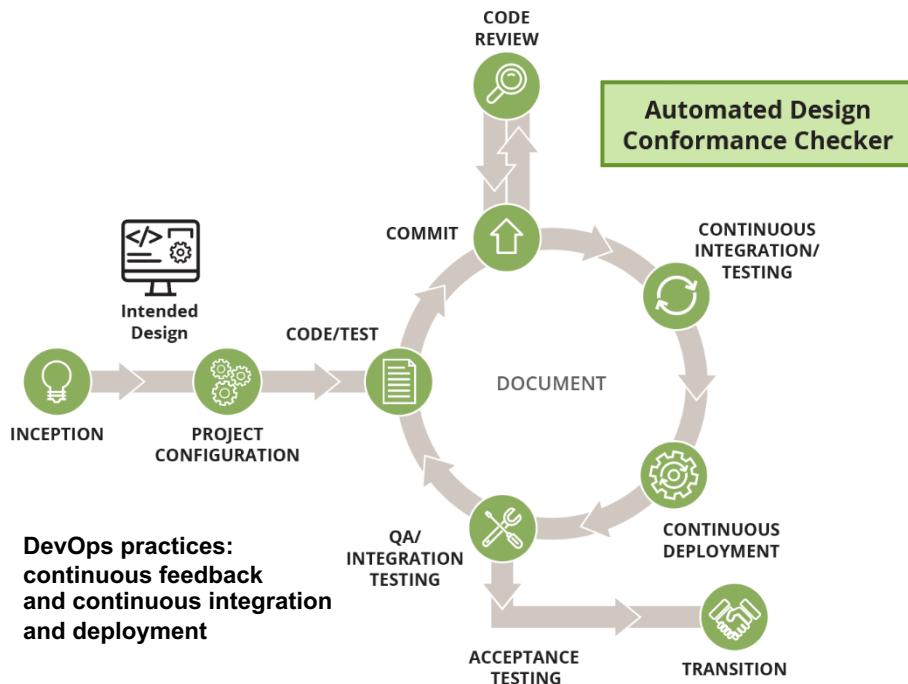 CODE
REVIEW
Automated Design
Conformance Checker
</>
Intended
Design
COMMIT
CONTINUOUS
INTEGRATION/
TESTING
CODE/TEST
DOCUMENT
INCEPTION
PROJECT
CONFIGURATION
QA/
INTEGRATION
TESTING
CONTINUOUS
DEPLOYMENT
DevOps practices:
continuous feedback
and continuous integration
and deployment
ACCEPTANCE
TESTING
TRANSITION